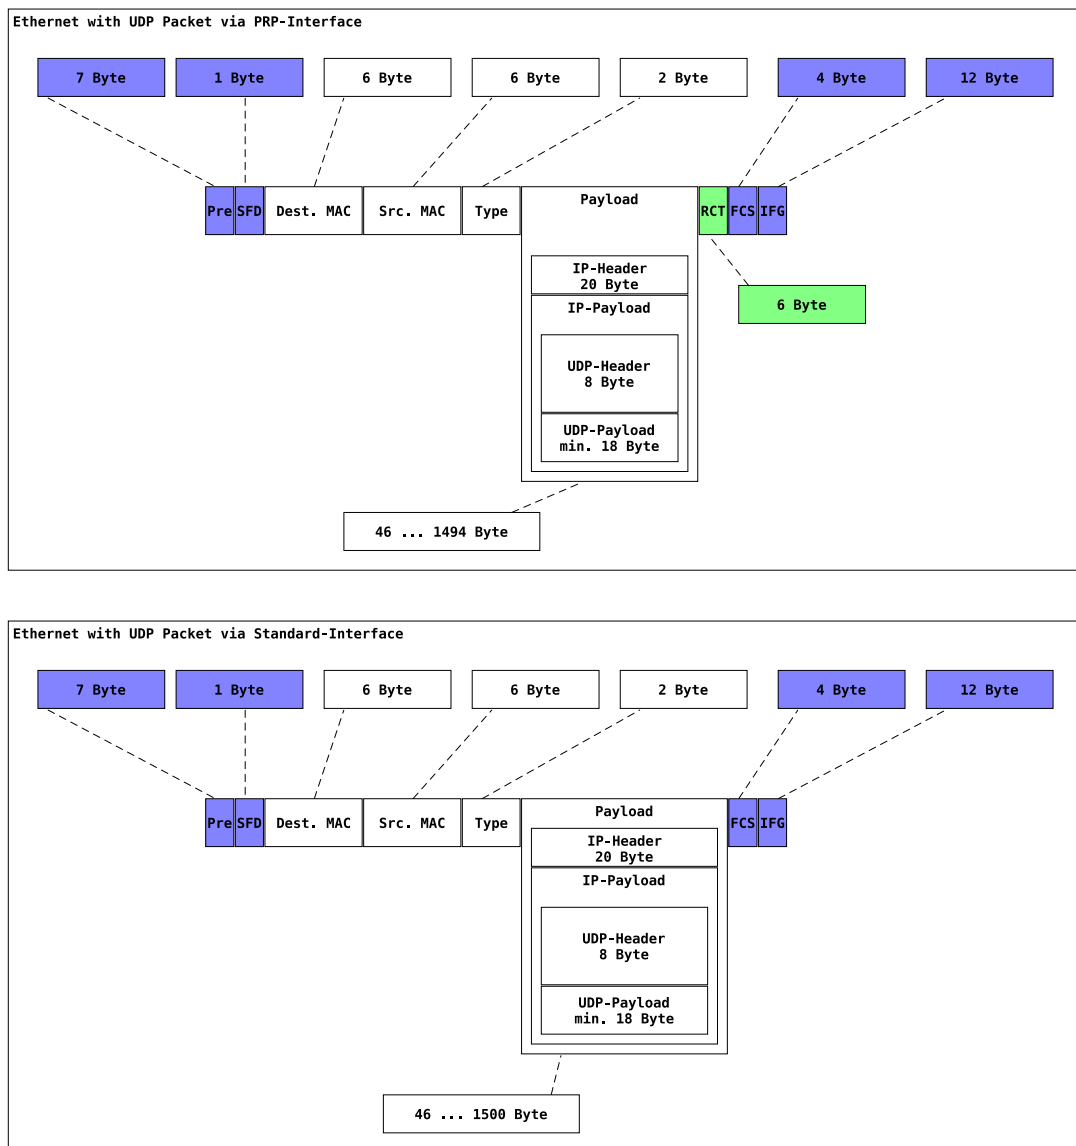 Ethernet with UDP Packet via PRP-Interface
7 Byte
1 Byte
6 Byte
6 Byte
2 Byte
4 Byte
12 Byte
Pre
SFD
Dest. MAC
Src. MAC
Type
Payload
RCT
FCS
IFG
IP-Header
20 Byte
6 Byte
IP-Payload
UDP-Header
8 Byte
UDP-Payload
min. 18 Byte
46 ... 1494 Byte
Ethernet with UDP Packet via Standard-Interface
7 Byte
1 Byte
6 Byte
6 Byte
2 Byte
4 Byte
12 Byte
Pre
SFD
Dest. MAC
Src. MAC
Type
Payload
FCS
IFG
IP-Header
20 Byte
IP-Payload
UDP-Header
8 Byte
UDP-Payload
min. 18 Byte
46 ... 1500 Byte